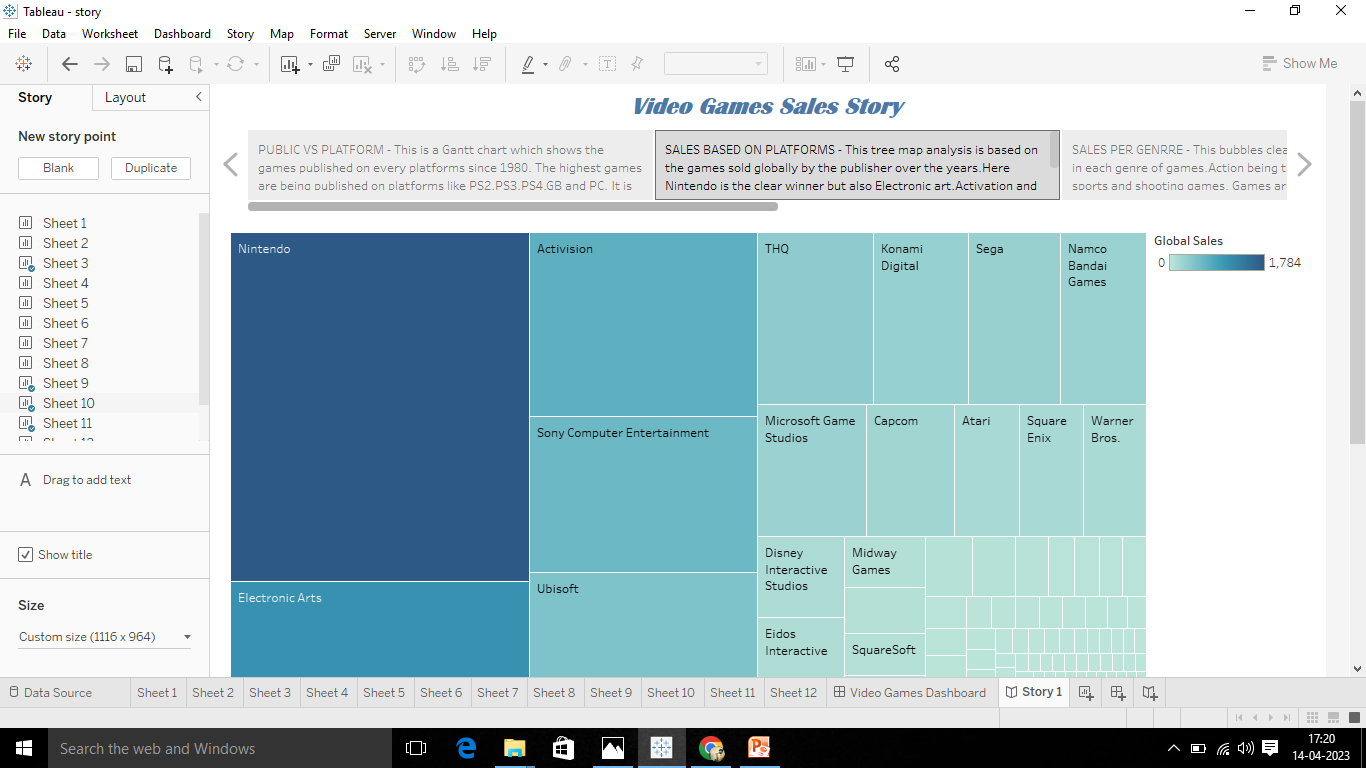 Tableau - story
File Data Worksheet Dashboard Story Map Format Server Window Help
Show Me
Story Layout
New story point
Blank Duplicate
Sheet 1
Sheet 2
Sheet 3
Sheet 4
Sheet 5
Sheet 6
Sheet 7
Sheet 8
Sheet 9
Sheet 10
Sheet 11
A Drag to add text
Show title
Size
Custom size (1116 x 964)
Video Games Sales Story
PUBLIC VS PLATFORM - This is a Gantt chart which shows the
games published on every platforms since 1980. The highest games
are being published on platforms like PS2.PS3.PS4.GB and PC. It is
SALES BASED ON PLATFORMS - This tree map analysis is based on
the games sold globally by the publisher over the years.Here
Nintendo is the clear winner but also Electronic art.Activation and
SALES PER GENRRE - This bubbles clea
in each genre of games.Action being t
sports and shooting games. Games ar
Nintendo
Electronic Arts
Activision
Sony Computer Entertainment
Ubisoft
THQ
Konami
Digital
Sega
Namco
Bandai
Games
Microsoft Game
Studios
Capcom
Atari
Square
Enix
Warner
Bros.
Disney
Interactive
Studios
Midway
Games
Eidos
Interactive
SquareSoft
Global Sales
0 1,784
Data Source Sheet 1 Sheet 2 Sheet 3 Sheet 4 Sheet 5 Sheet 6 Sheet 7 Sheet 8 Sheet 9 Sheet 10 Sheet 11 Sheet 12 Video Games Dashboard Story 1
Search the web and Windows
17:20
14-04-2023